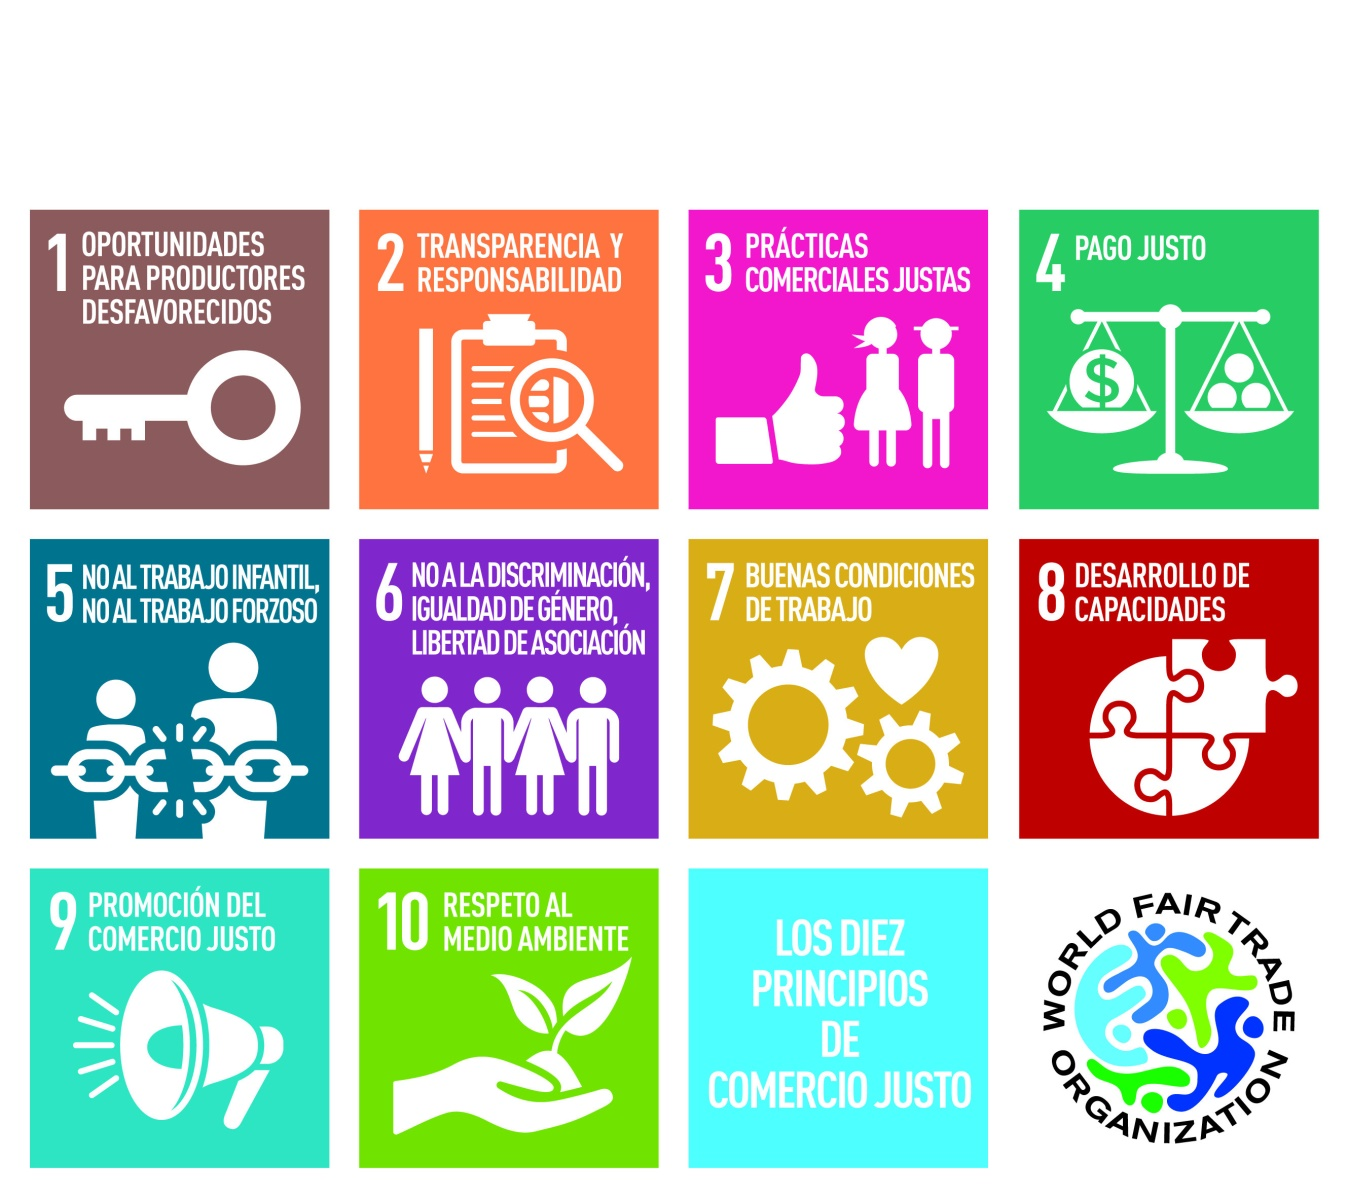 1 OPORTUNIDADES
PARA PRODUCTORES
DESFAVORECIDOS
2 TRANSPARENCIA Y
RESPONSABILIDAD
3 PRÁCTICAS
COMERCIALES JUSTAS
4 PAGO JUSTO
$
5 NO AL TRABAJO INFANTIL,
NO AL TRABAJO FORZOSO
6 NO A LA DISCRIMINACIÓN,
IGUALDAD DE GÉNERO,
LIBERTAD DE ASOCIACIÓN
7 BUENAS CONDICIONES
DE TRABAJO
8 DESARROLLO DE
CAPACIDADES
9 PROMOCIÓN DEL
COMERCIO JUSTO
10 RESPETO AL
MEDIO AMBIENTE
LOS DIEZ
PRINCIPIOS
DE
COMERCIO JUSTO
WORLD FAIR TRADE
ORGANIZATION